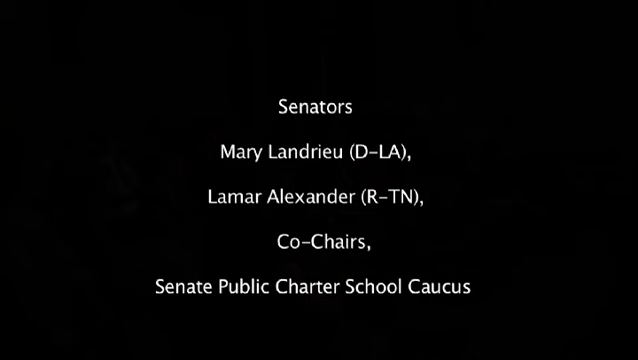 Senators
Mary Landrieu (D-LA),
Lamar Alexander (R-TN),
Co-Chairs,
Senate Public Charter School Caucus